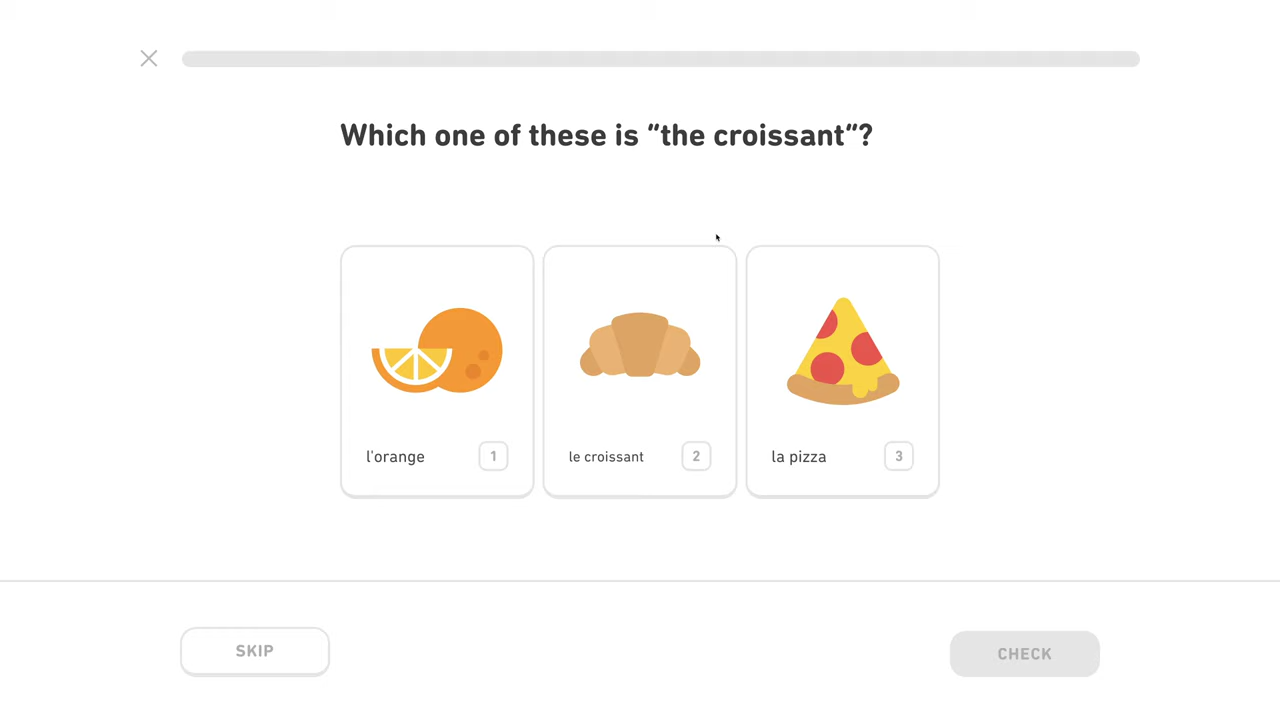 Which one of these is “the croissant”?
l'orange 1
le croissant 2
la pizza 3
SKIP
CHECK